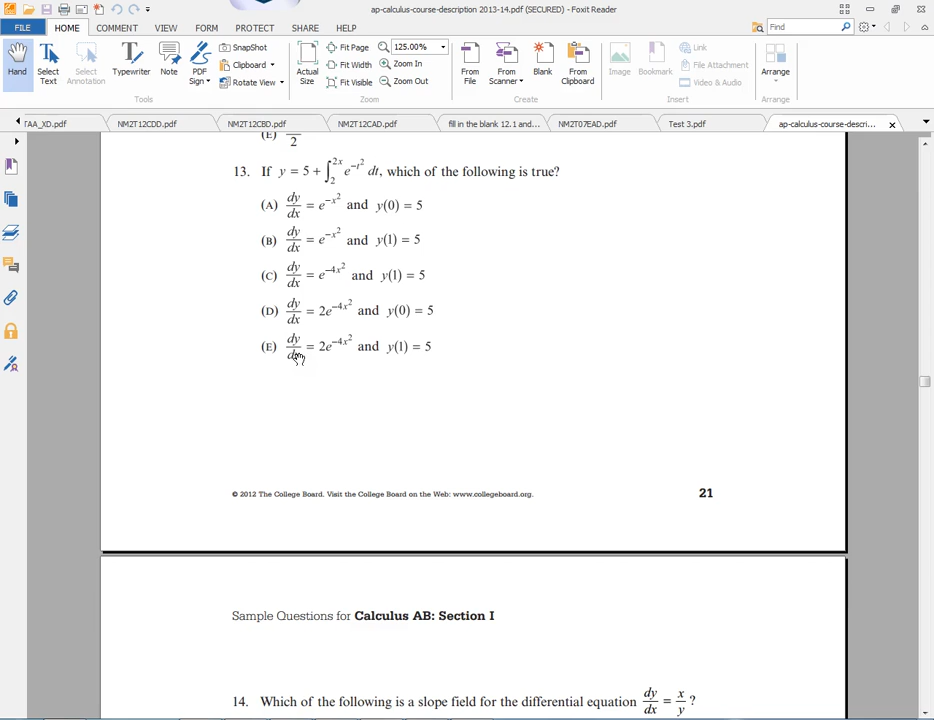 ap-calculus-course-description 2013-14.pdf (SECURED) - Foxit Reader
FILE HOME COMMENT VIEW FORM PROTECT SHARE HELP Find
Hand Select Text Select Annotation Typewriter Note PDF Sign SnapShot Clipboard Rotate View Actual Size Fit Page Fit Width Fit Visible 125.00% Zoom In Zoom Out From File From Scanner Blank From Clipboard Image Bookmark Link File Attachment Video & Audio Arrange
Tools Zoom Create Insert Arrange
TAA_XD.pdf NM2T12CDD.pdf NM2T12CBD.pdf NM2T12CAD.pdf fill in the blank 12.1 and... NM2T07EAD.pdf Test 3.pdf ap-calculus-course-descri...
(E) 2
13. If y = 5 + ∫₂^{2x} e^{-t²} dt, which of the following is true?
(A) dy/dx = e^{-x²} and y(0) = 5
(B) dy/dx = e^{-x²} and y(1) = 5
(C) dy/dx = e^{-4x²} and y(1) = 5
(D) dy/dx = 2e^{-4x²} and y(0) = 5
(E) dy/dx = 2e^{-4x²} and y(1) = 5
© 2012 The College Board. Visit the College Board on the Web: www.collegeboard.org. 21
Sample Questions for Calculus AB: Section I
14. Which of the following is a slope field for the differential equation dy/dx = x/y ?